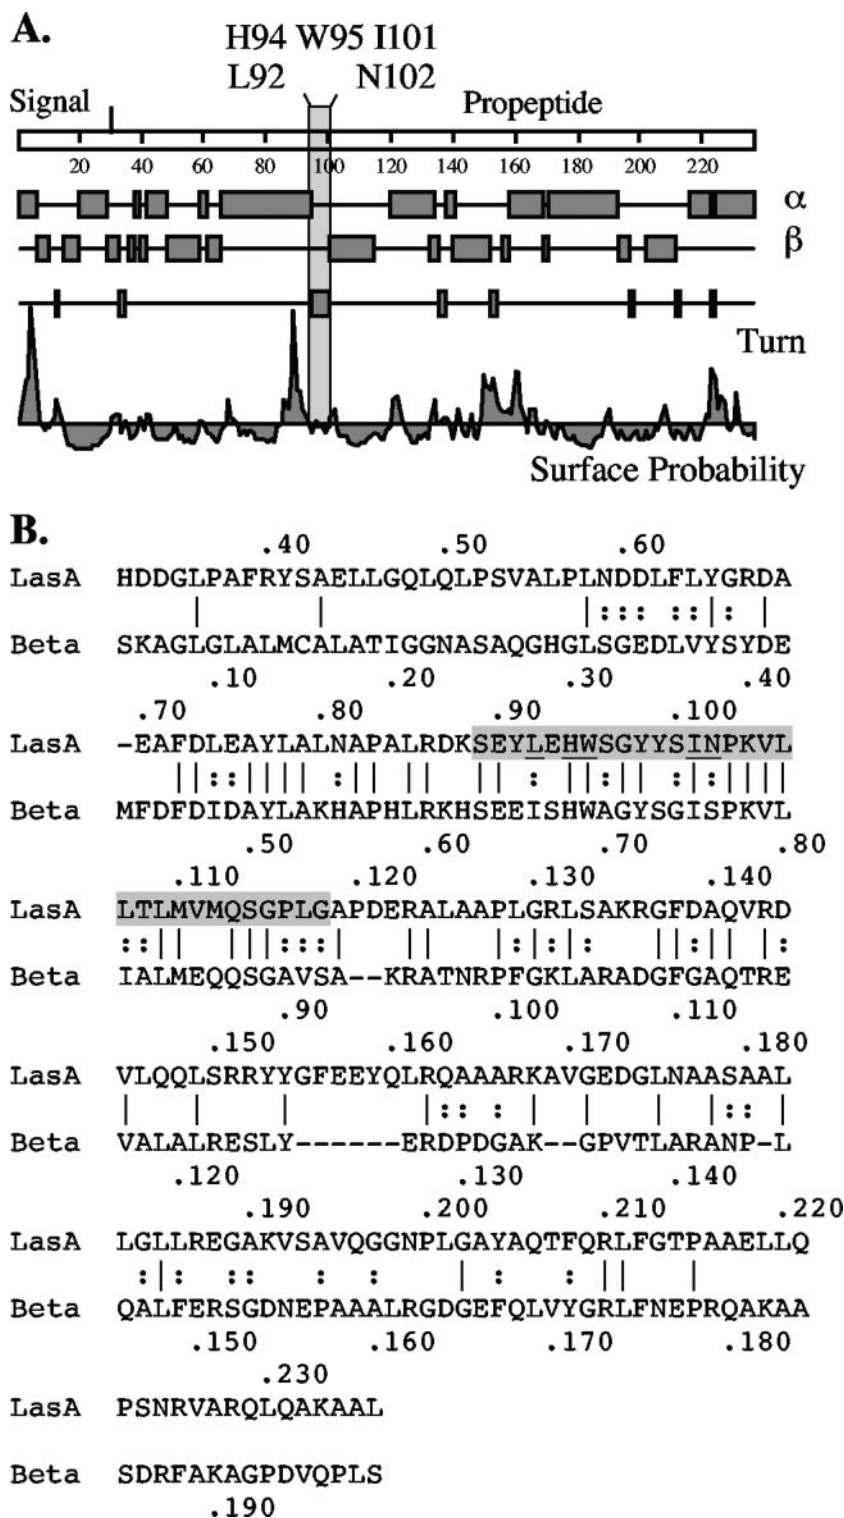 A.
H94 W95 I101
L92 N102
Signal Propeptide
20 40 60 80 100 120 140 160 180 200 220
α
β
Turn
Surface Probability
B.
.40 .50 .60
LasA HDDGLPAFRYSAELLGQLQLPSVALPLNDDLFLYGRDA
| | |::: ::|: |
Beta SKAGLGLALMCALATIGGNASAQGHGLSGEDLVYSYDE
.10 .20 .30 .40
.70 .80 .90 .100
LasA -EAFDLEAYLALNAPALRDKSEYLEHWSGYYSINPKVL
||::|||| :|| || || : ||:|| :|:||||
Beta MFDFDIDAYLAKHAPHLRKHSEEISHWAGYSGISPKVL
.50 .60 .70 .80
.110 .120 .130 .140
LasA LTLMVMQSGPLGAPDERALAAPLGRLSAKRGFDAQVRD
::|| |||:::| || |:|:: ||:|| |:
Beta IALMEQQSGAVSA--KRATNRPFGKLARADGFGAQTRE
.90 .100 .110
.150 .160 .170 .180
LasA VLQQLSRRYYGFEEYQLRQAAARKAVGEDGLNAASAAL
| | | |:: : | | | |:: |
Beta VALALRESLY------ERDPDGAK--GPVTLARANP-L
.120 .130 .140
.190 .200 .210 .220
LasA LGLLREGAKVSAVQGGNPLGAYAQTFQRLFGTPAAELLQ
:|: :: : : | : :|| |
Beta QALFERSGDNEPAAALRGDGEFQLVYGRLFNEPRQAKAA
.150 .160 .170 .180
.230
LasA PSNRVARQLQAKAAL
Beta SDRFAKAGPDVQPLS
.190